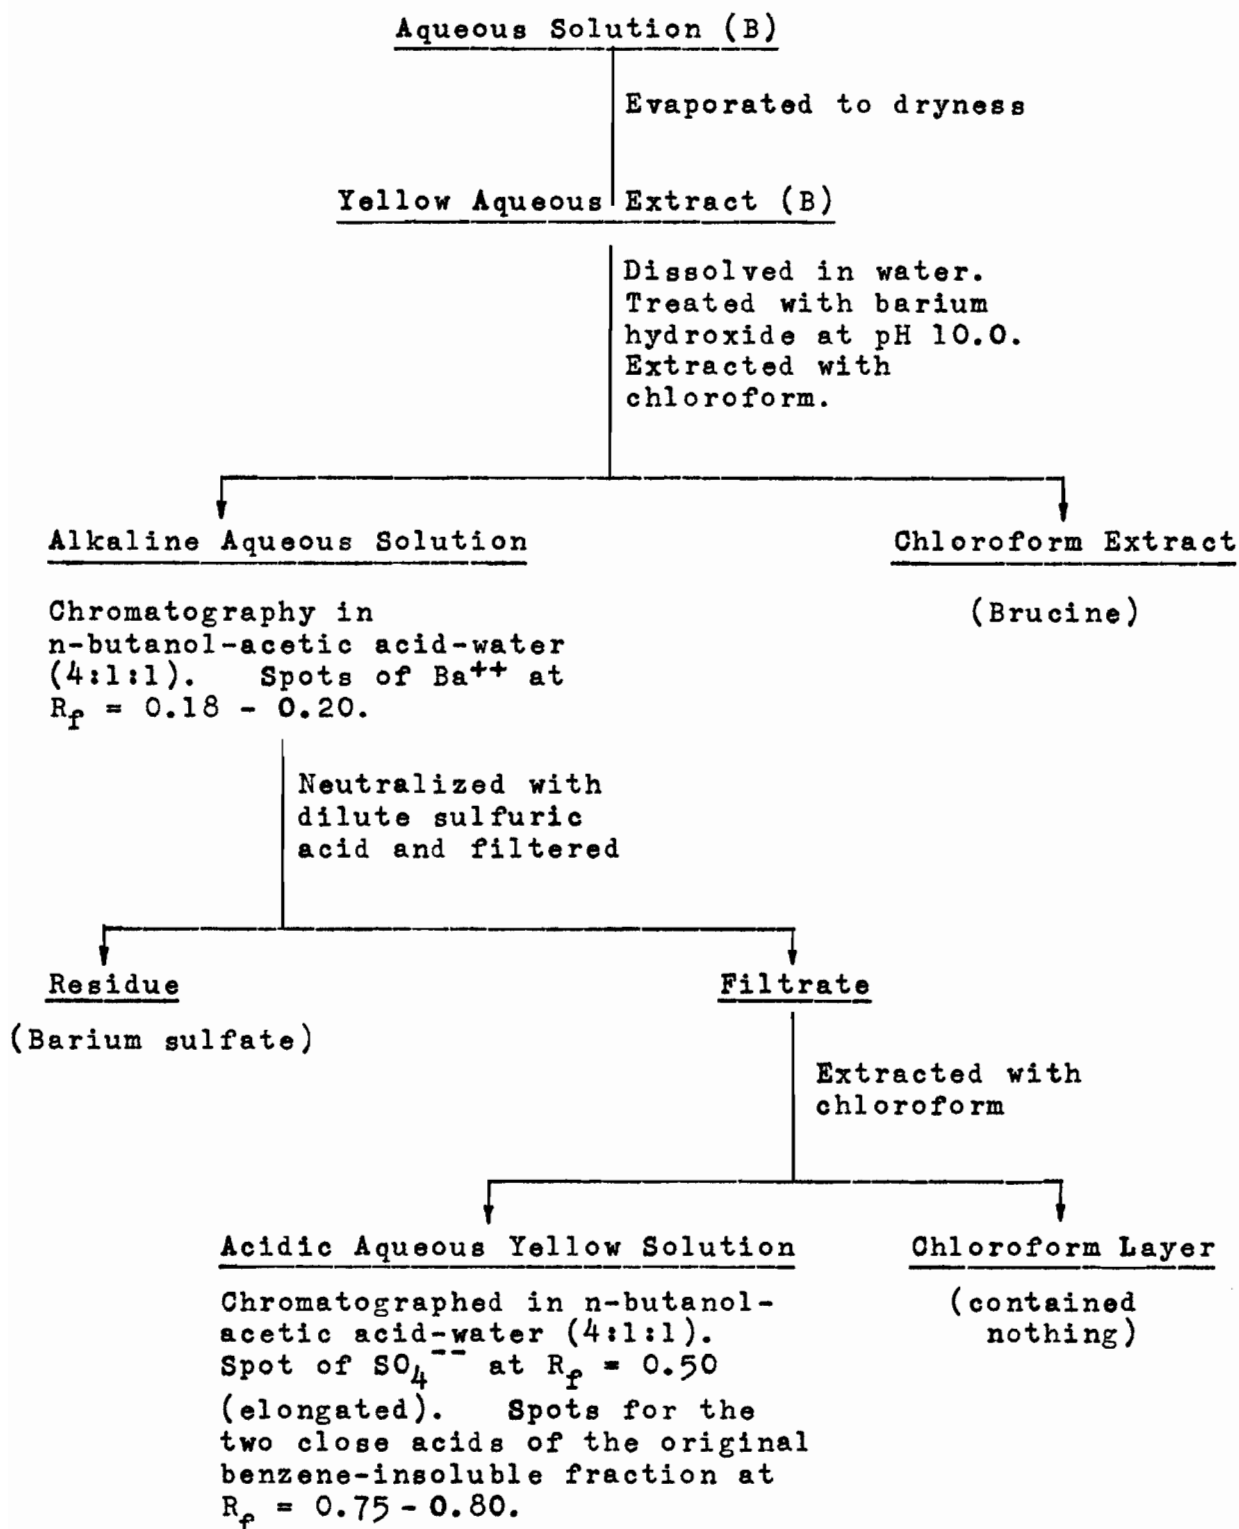 Aqueous Solution (B)
Evaporated to dryness
Yellow Aqueous Extract (B)
Dissolved in water.
Treated with barium
hydroxide at pH 10.0.
Extracted with
chloroform.
Alkaline Aqueous Solution
Chromatography in
n-butanol-acetic acid-water
(4:1:1). Spots of Ba++ at
Rf = 0.18 - 0.20.
Chloroform Extract
(Brucine)
Neutralized with
dilute sulfuric
acid and filtered
Residue
(Barium sulfate)
Filtrate
Extracted with
chloroform
Acidic Aqueous Yellow Solution
Chromatographed in n-butanol-
acetic acid-water (4:1:1).
Spot of SO4-- at Rf = 0.50
(elongated). Spots for the
two close acids of the original
benzene-insoluble fraction at
Rf = 0.75 - 0.80.
Chloroform Layer
(contained
nothing)